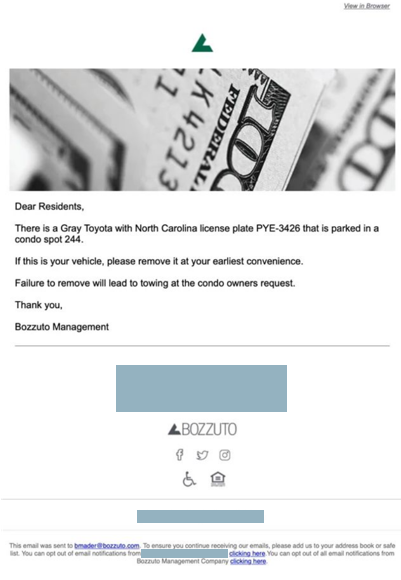 View in Browser
11
K 4213
FEDERAL
100
Dear Residents,
There is a Gray Toyota with North Carolina license plate PYE-3426 that is parked in a
condo spot 244.
If this is your vehicle, please remove it at your earliest convenience.
Failure to remove will lead to towing at the condo owners request.
Thank you,
Bozzuto Management
BOZZUTO
This email was sent to bmader@bozzuto.com. To ensure you continue receiving our emails, please add us to your address book or safe
list. You can opt out of email notifications from clicking here.You can opt out of all email notifications from
Bozzuto Management Company clicking here.